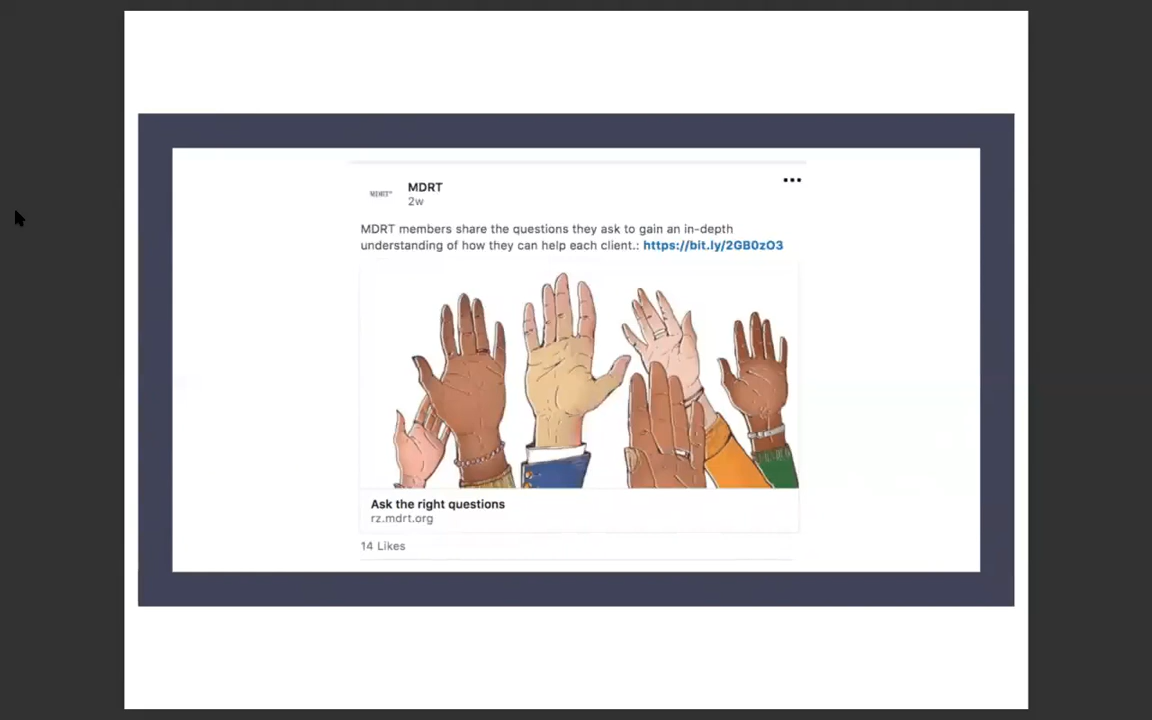 MDRT
MDRT
2w
MDRT members share the questions they ask to gain an in-depth
understanding of how they can help each client.: https://bit.ly/2GB0zO3
Ask the right questions
rz.mdrt.org
14 Likes